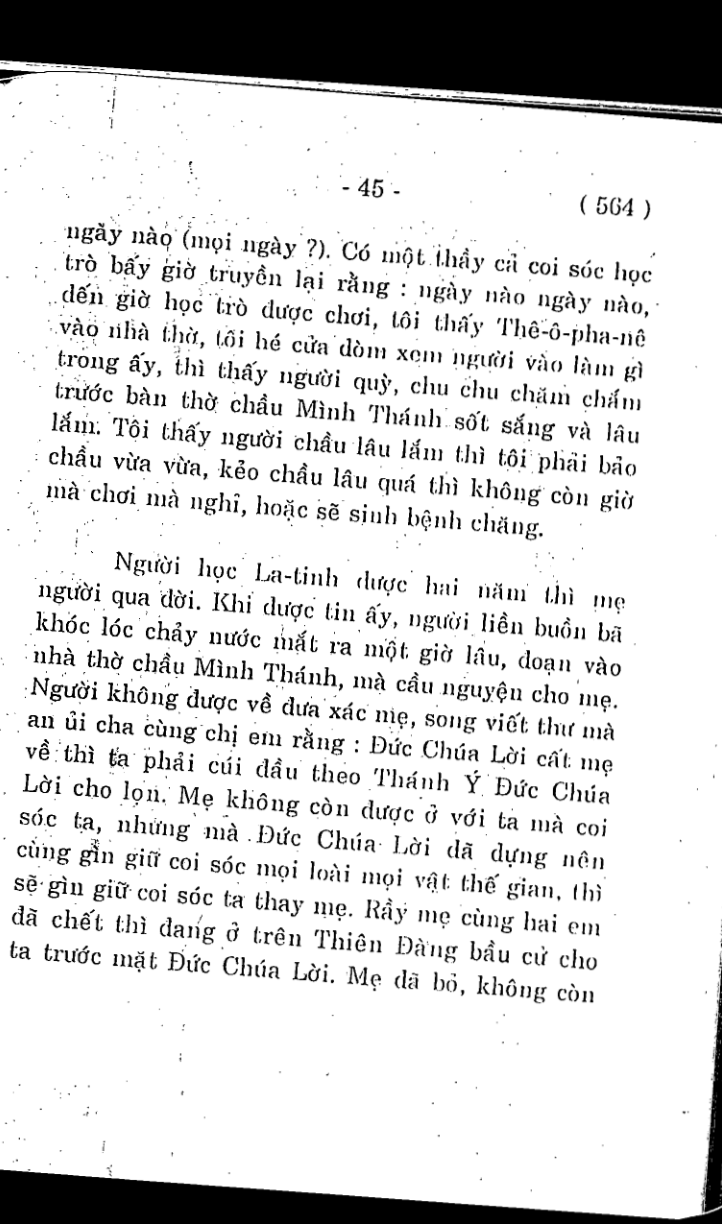 - 45 -
( 564 )
ngày nào (mọi ngày ?). Có một thầy cả coi sóc học
trò bấy giờ truyền lại rằng : ngày nào ngày nào,
đến giờ học trò được chơi, tôi thấy Thê-ô-pha-nê
vào nhà thờ, tôi hé cửa dòm xem người vào làm gì
trong ấy, thì thấy người quỳ, chu chu chăm chắm
trước bàn thờ chầu Mình Thánh sốt sắng và lâu
lắm. Tôi thấy người chầu lâu lắm thì tôi phải bảo
chầu vừa vừa, kẻo chầu lâu quá thì không còn giờ
mà chơi mà nghỉ, hoặc sẽ sinh bệnh chăng.
Người học La-tinh được hai năm thì mẹ
người qua đời. Khi được tin ấy, người liền buồn bã
khóc lóc chảy nước mắt ra một giờ lâu, đoạn vào
nhà thờ chầu Mình Thánh, mà cầu nguyện cho mẹ.
Người không được về đưa xác mẹ, song viết thư mà
an ủi cha cùng chị em rằng : Đức Chúa Lời cất mẹ
về thì ta phải cúi đầu theo Thánh Ý Đức Chúa
Lời cho lọn. Mẹ không còn được ở với ta mà coi
sóc ta, nhưng mà Đức Chúa Lời đã dựng nên
cùng gìn giữ coi sóc mọi loài mọi vật thế gian, thì
sẽ gìn giữ coi sóc ta thay mẹ. Rầy mẹ cùng hai em
đã chết thì đang ở trên Thiên Đàng bầu cử cho
ta trước mặt Đức Chúa Lời. Mẹ đã bỏ, không còn